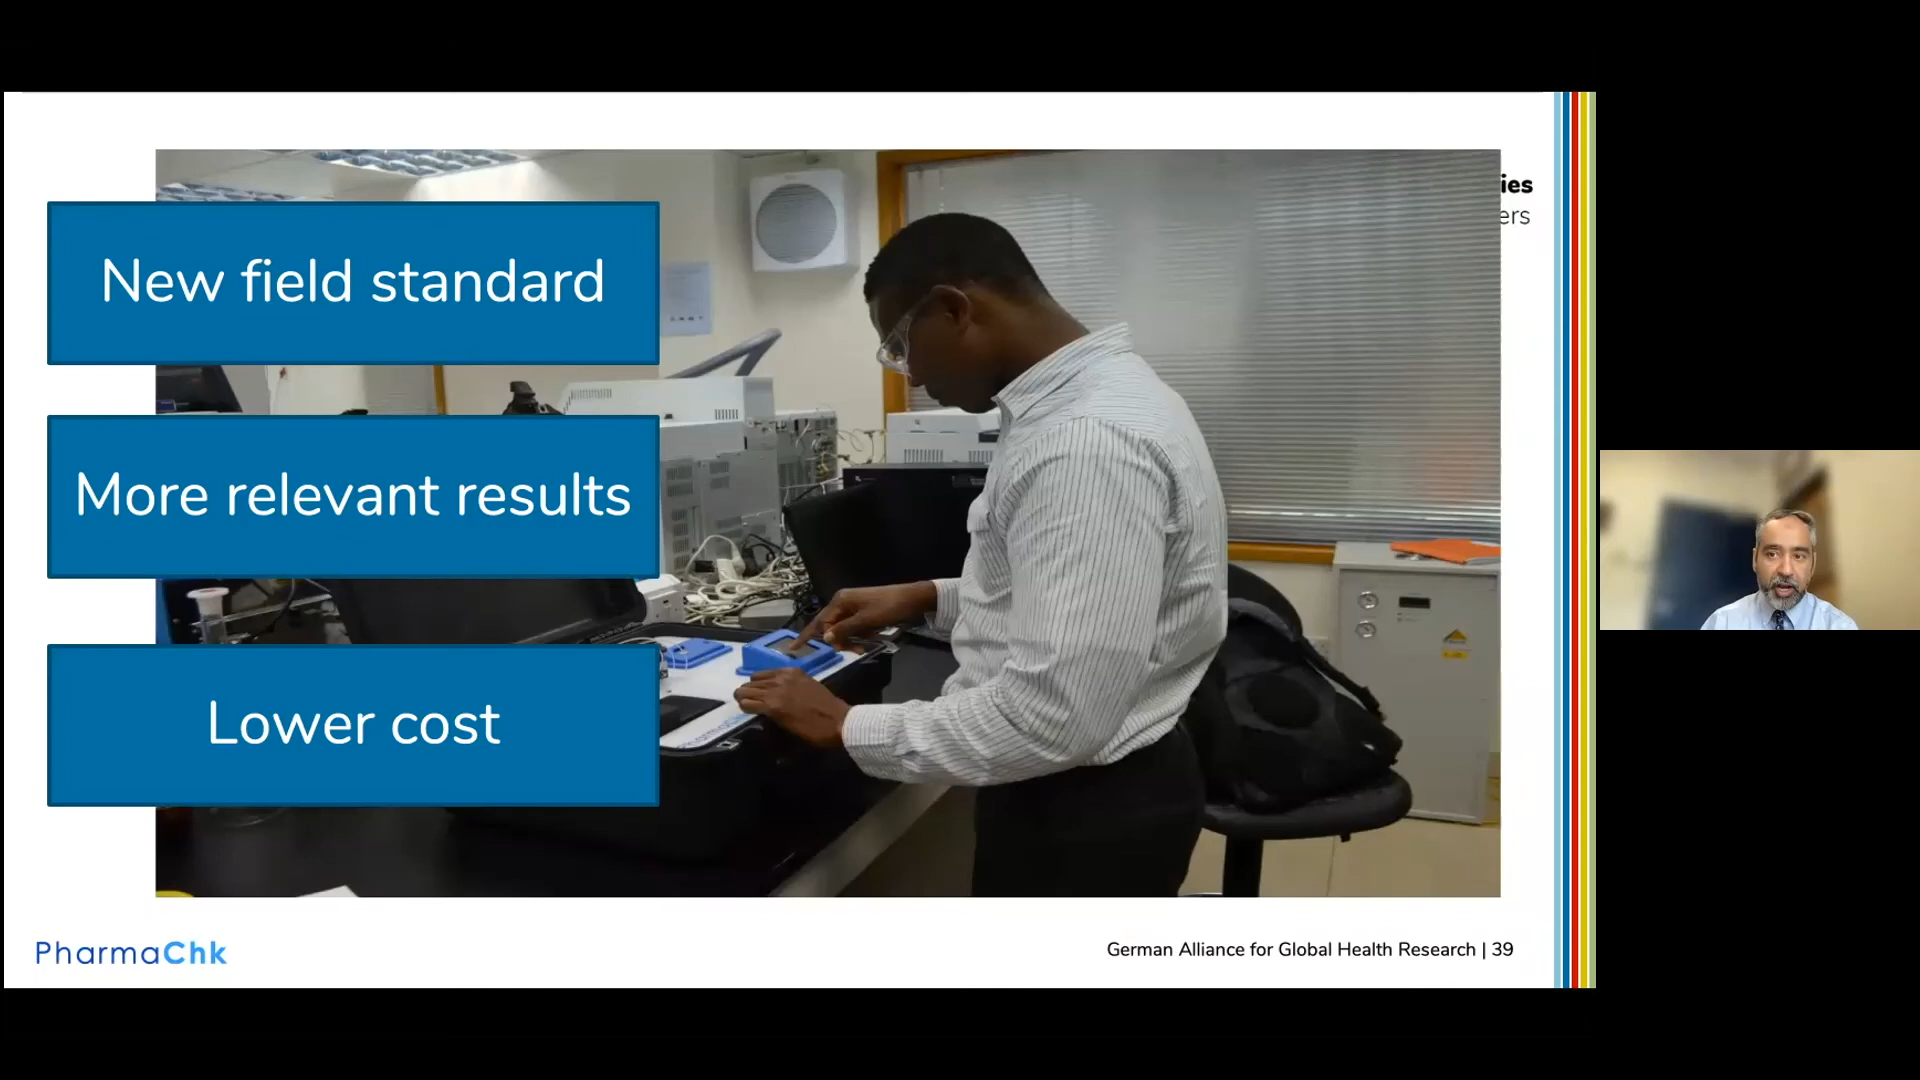 ies
ers
New field standard
More relevant results
Lower cost
PharmaChk
German Alliance for Global Health Research | 39